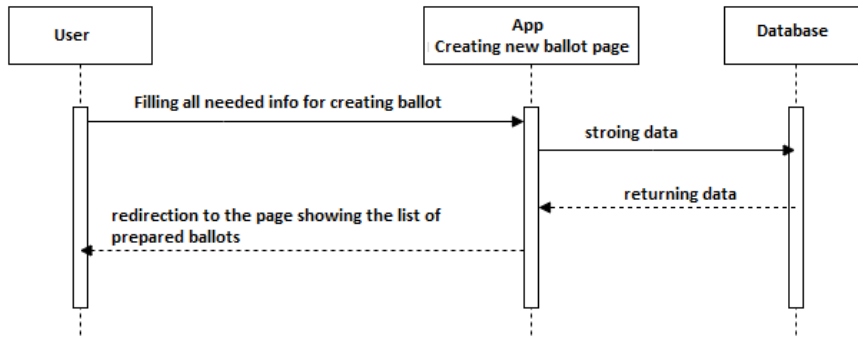 User
App
Creating new ballot page
Database
Filling all needed info for creating ballot
stroing data
returning data
redirection to the page showing the list of
prepared ballots